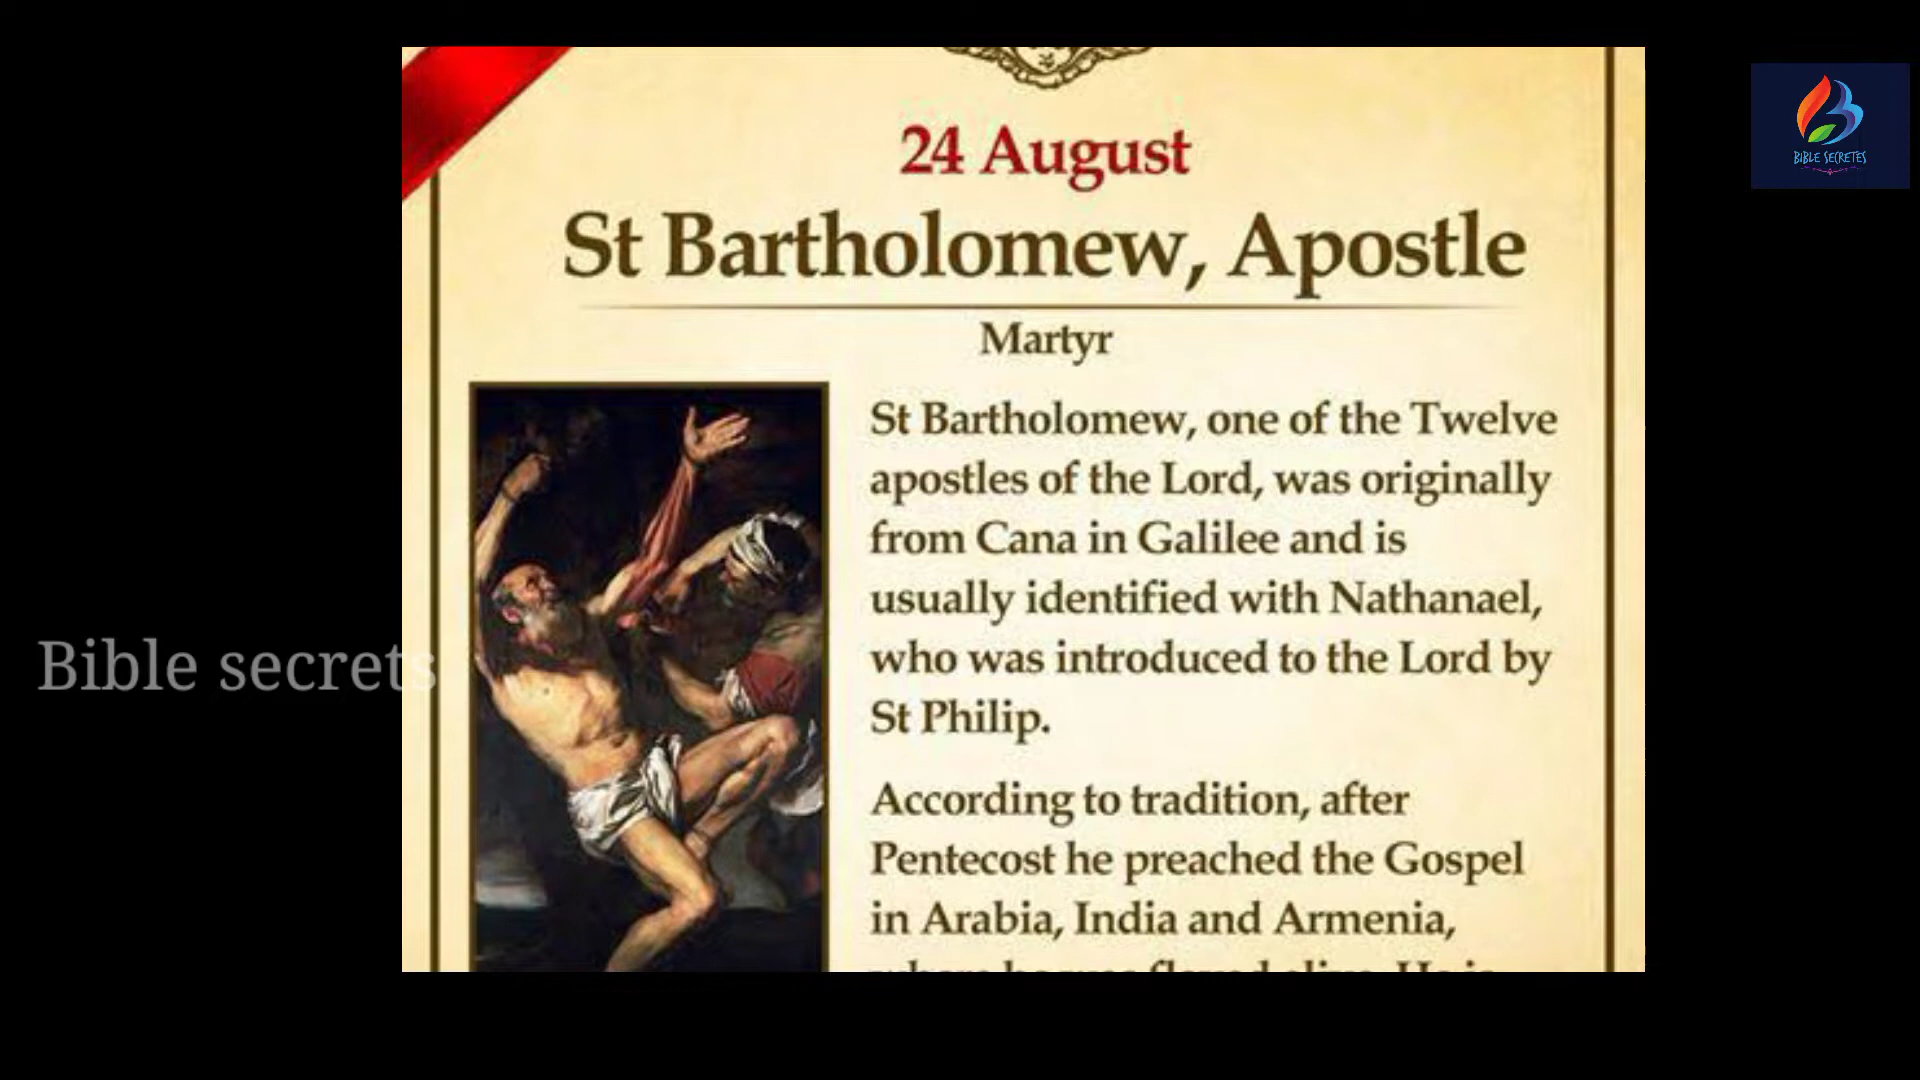 24 August
St Bartholomew, Apostle
Martyr
St Bartholomew, one of the Twelve
apostles of the Lord, was originally
from Cana in Galilee and is
usually identified with Nathanael,
who was introduced to the Lord by
St Philip.
According to tradition, after
Pentecost he preached the Gospel
in Arabia, India and Armenia,
Bible secrets
BIBLE SECRETES